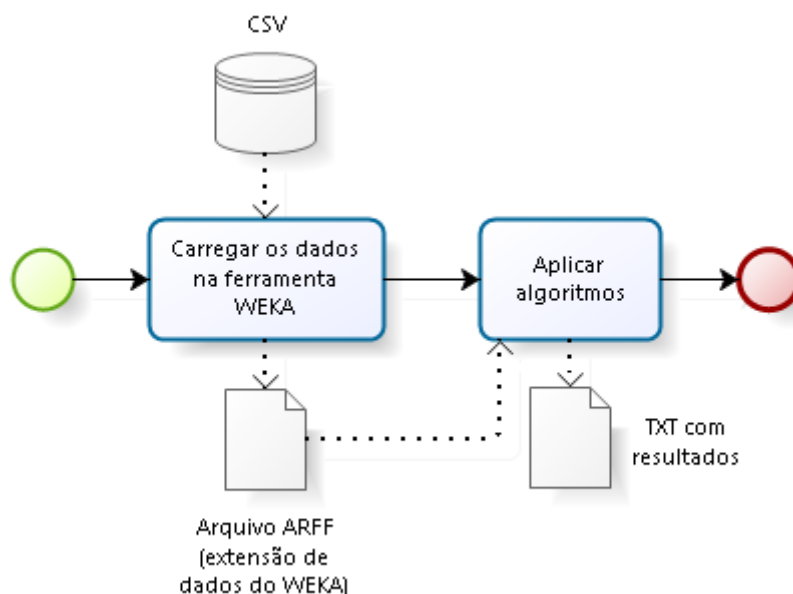 CSV
Carregar os dados
na ferramenta
WEKA
Aplicar
algoritmos
Arquivo ARFF
(extensão de
dados do WEKA)
TXT com
resultados